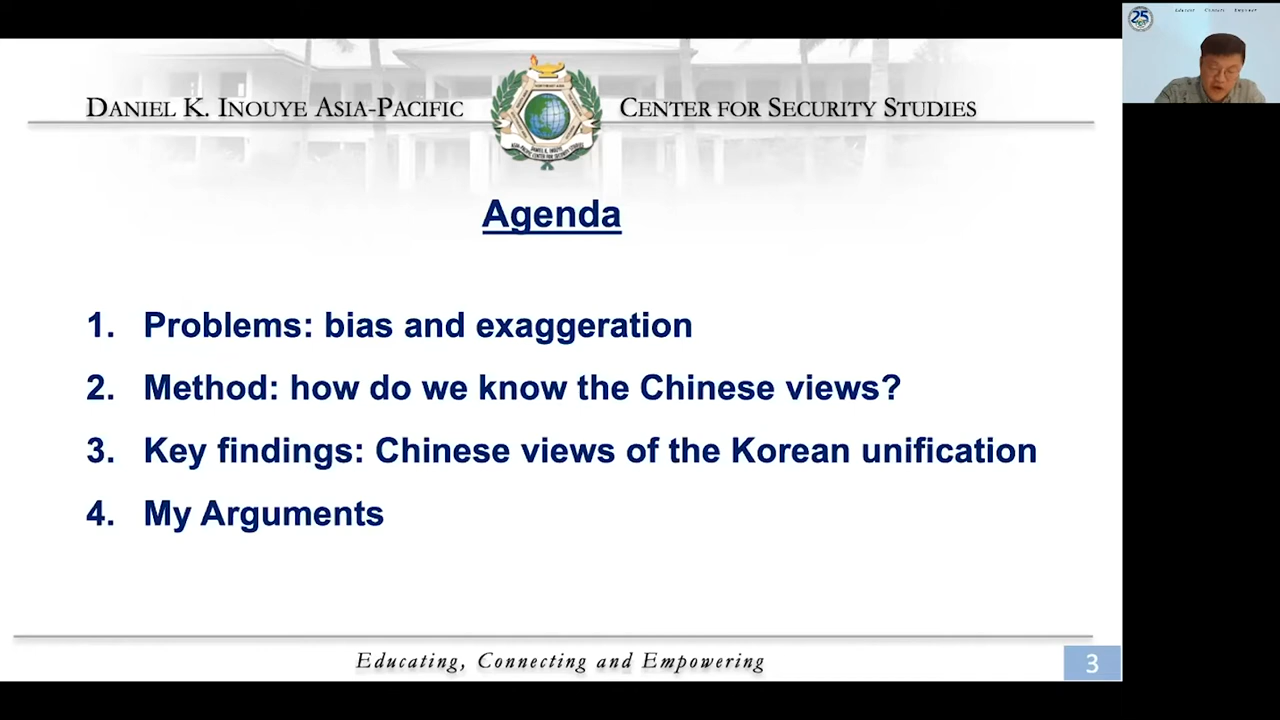 DANIEL K. INOUYE ASIA-PACIFIC CENTER FOR SECURITY STUDIES
Agenda
1. Problems: bias and exaggeration
2. Method: how do we know the Chinese views?
3. Key findings: Chinese views of the Korean unification
4. My Arguments
Educating, Connecting and Empowering
3
25